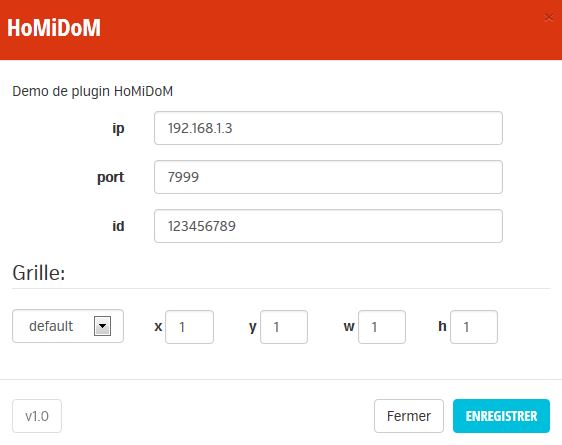 HoMiDoM
×
Demo de plugin HoMiDoM
ip 192.168.1.3
port 7999
id 123456789
Grille:
default x 1 y 1 w 1 h 1
v1.0 Fermer ENREGISTRER